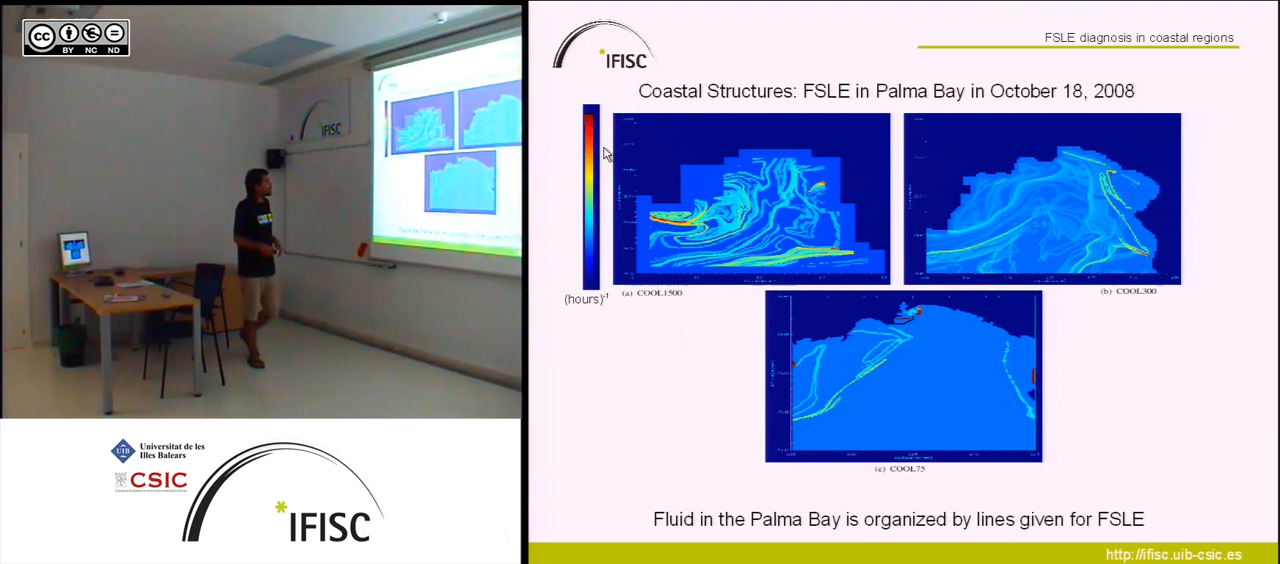 cc
BY NC ND
IFISC
Universitat de les
Illes Balears
UIB
CSIC
IFISC
IFISC
FSLE diagnosis in coastal regions
Coastal Structures: FSLE in Palma Bay in October 18, 2008
(hours)-1
(a) COOL1500
(b) COOL300
(c) COOL75
Fluid in the Palma Bay is organized by lines given for FSLE
http://ifisc.uib-csic.es